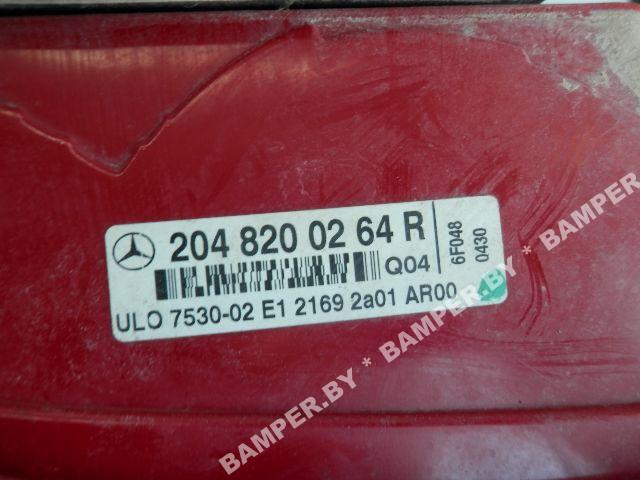 204 820 02 64 R
Q04
6F048
0430
ULO 7530-02 E1 2169 2a01 AR00
BAMPER.BY * BAMPER.BY * BAMPER.BY